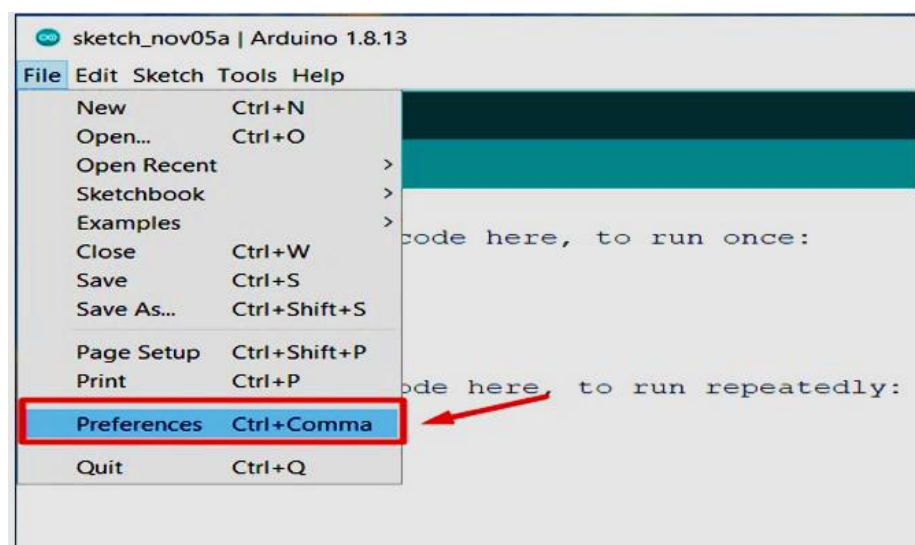 sketch_nov05a | Arduino 1.8.13
File Edit Sketch Tools Help
New Ctrl+N
Open... Ctrl+O
Open Recent >
Sketchbook >
Examples >
code here, to run once:
Close Ctrl+W
Save Ctrl+S
Save As... Ctrl+Shift+S
Page Setup Ctrl+Shift+P
Print Ctrl+P
ode here, to run repeatedly:
Preferences Ctrl+Comma
Quit Ctrl+Q